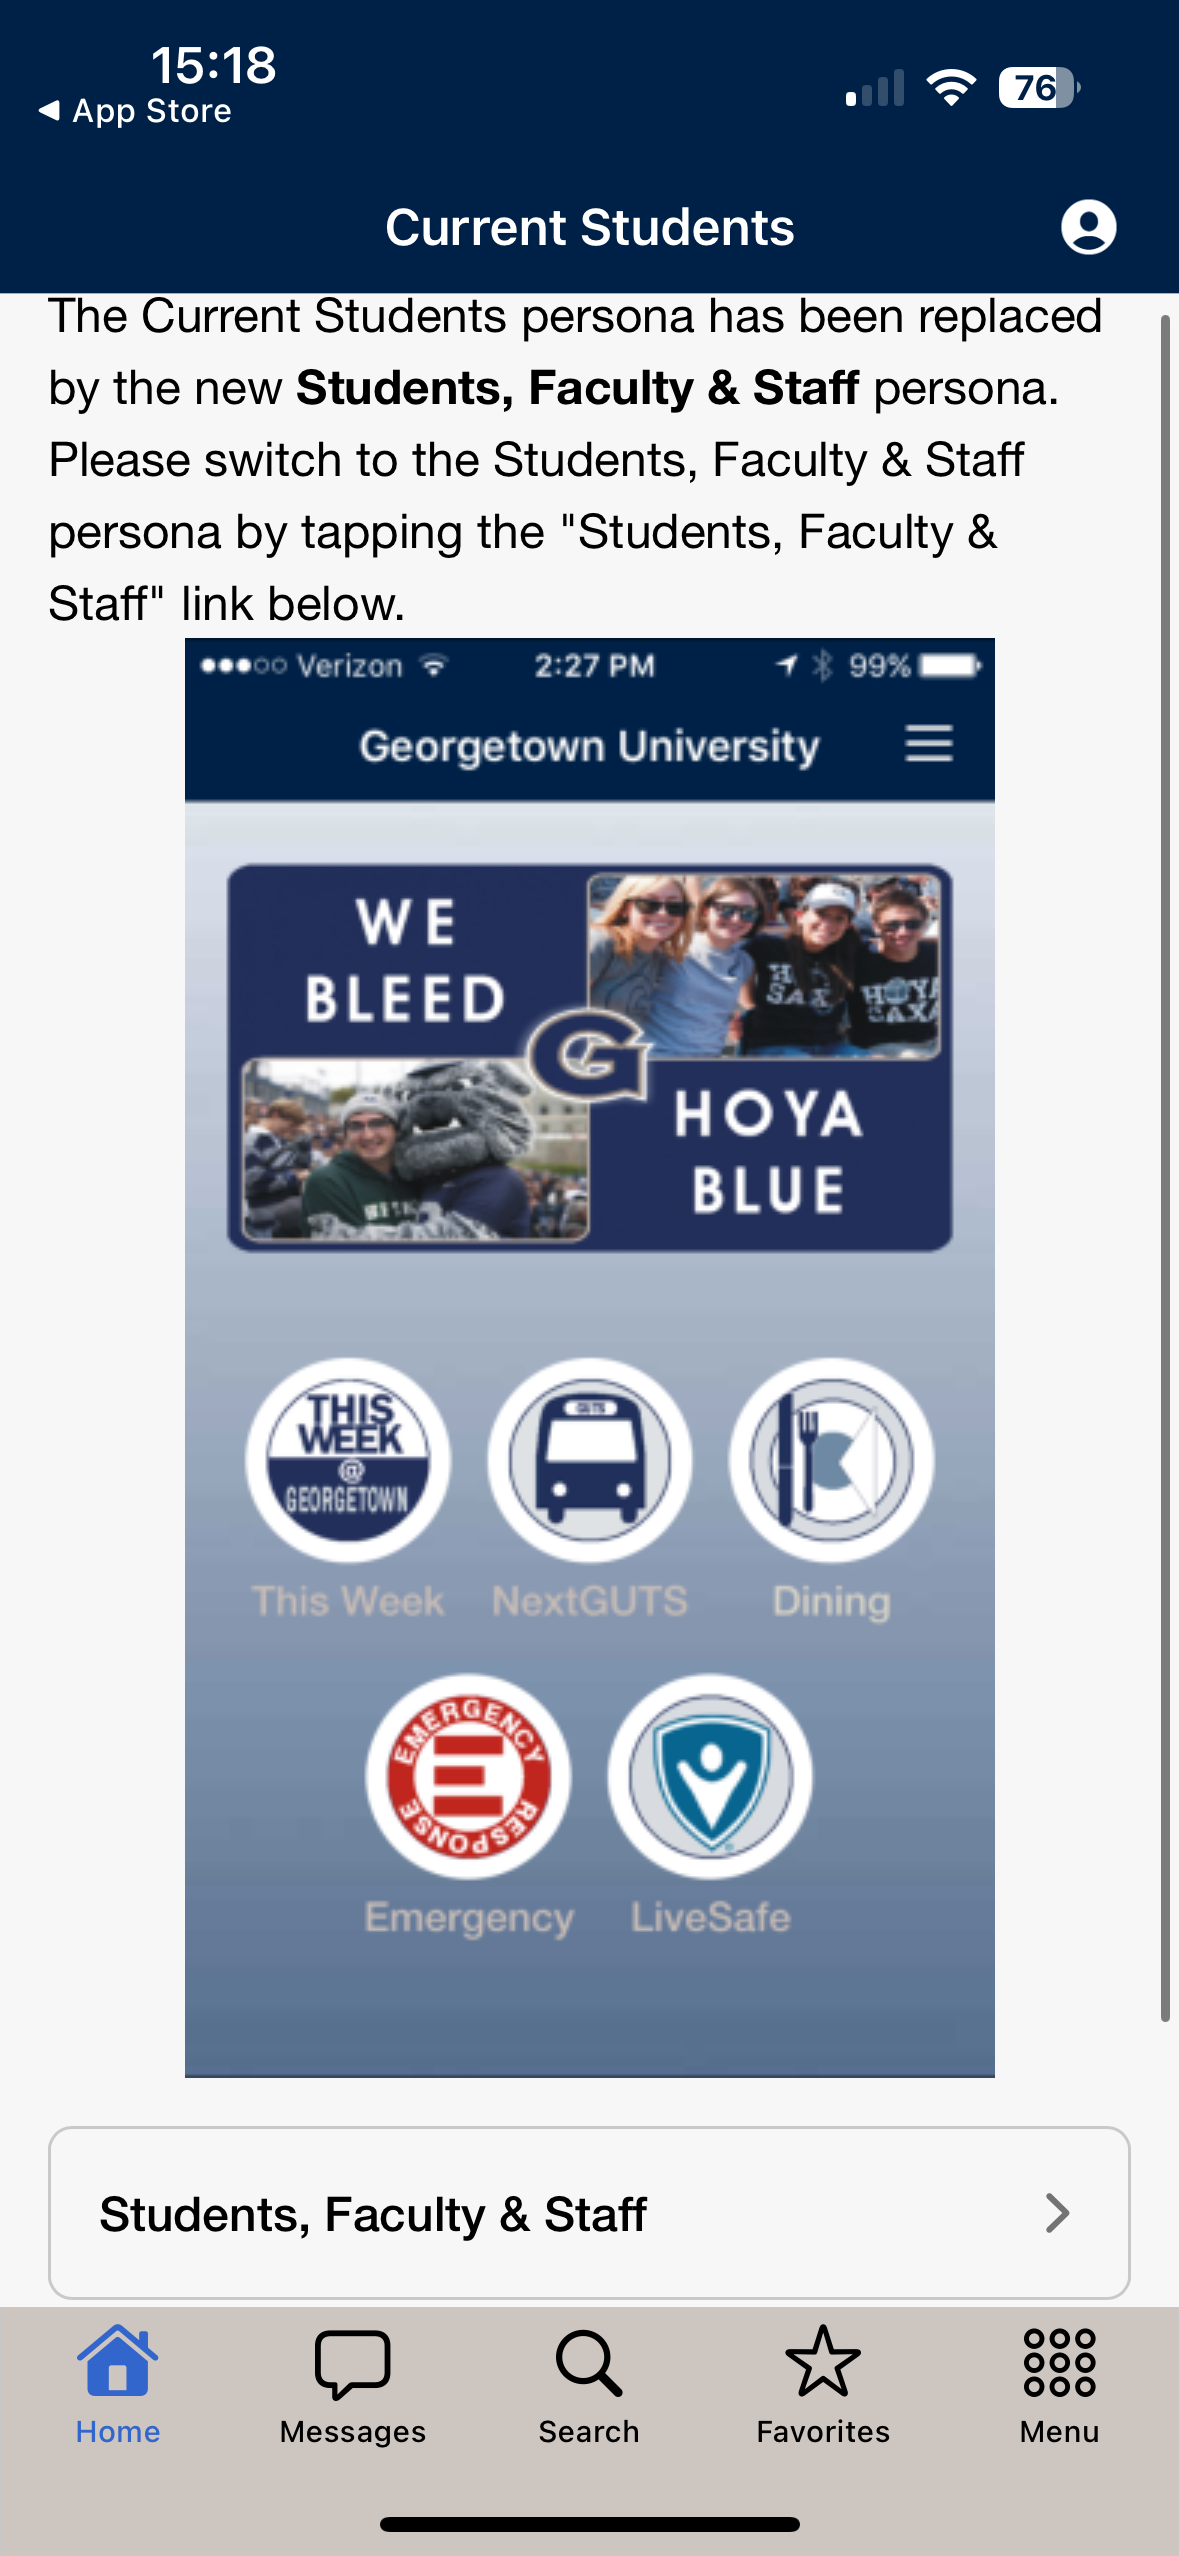 15:18
App Store
76
Current Students
The Current Students persona has been replaced
by the new Students, Faculty & Staff persona.
Please switch to the Students, Faculty & Staff
persona by tapping the "Students, Faculty &
Staff" link below.
Verizon 2:27 PM 99%
Georgetown University
WE
BLEED
H
SAX
HOYA
SAXA
G
HOYA
BLUE
THIS
WEEK
@
GEORGETOWN
GUTS
This Week NextGUTS Dining
EMERGENCY
E
RESPONSE
Emergency LiveSafe
Students, Faculty & Staff
Home Messages Search Favorites Menu